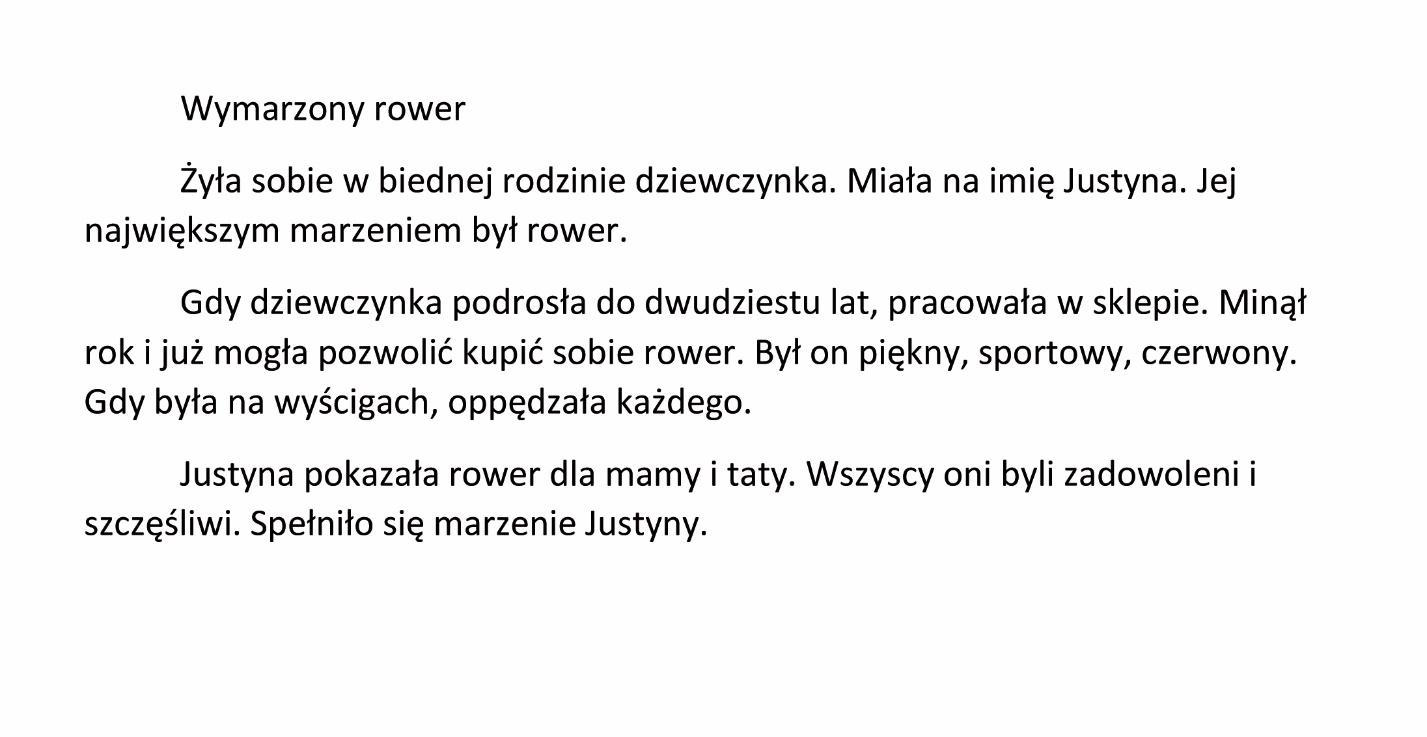 Wymarzony rower
Żyła sobie w biednej rodzinie dziewczynka. Miała na imię Justyna. Jej
największym marzeniem był rower.
Gdy dziewczynka podrosła do dwudziestu lat, pracowała w sklepie. Minął
rok i już mogła pozwolić kupić sobie rower. Był on piękny, sportowy, czerwony.
Gdy była na wyścigach, oppędzała każdego.
Justyna pokazała rower dla mamy i taty. Wszyscy oni byli zadowoleni i
szczęśliwi. Spełniło się marzenie Justyny.